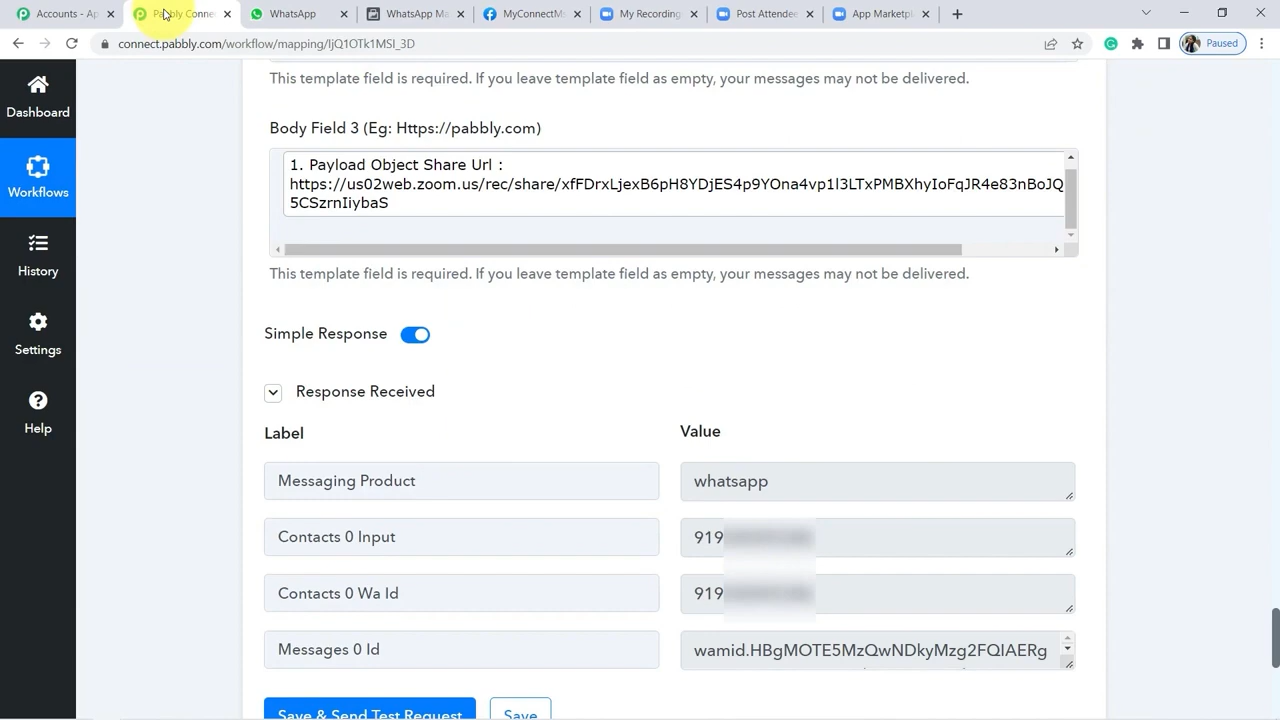 Accounts - Ap
Pabbly Conne
WhatsApp
WhatsApp Ma
MyConnectM
My Recording
Post Attendee
App Marketpl
connect.pabbly.com/workflow/mapping/IjQ1OTk1MSI_3D
Paused
Dashboard
Workflows
History
Settings
Help
This template field is required. If you leave template field as empty, your messages may not be delivered.
Body Field 3 (Eg: Https://pabbly.com)
1. Payload Object Share Url :
https://us02web.zoom.us/rec/share/xfFDrxLjexB6pH8YDjES4p9YOna4vp1l3LTxPMBXhyIoFqJR4e83nBoJQ
5CSzrnIiybaS
This template field is required. If you leave template field as empty, your messages may not be delivered.
Simple Response
Response Received
Label
Value
Messaging Product
whatsapp
Contacts 0 Input
919
Contacts 0 Wa Id
919
Messages 0 Id
wamid.HBgMOTE5MzQwNDkyMzg2FQIAERg
Save & Send Test Request
Save